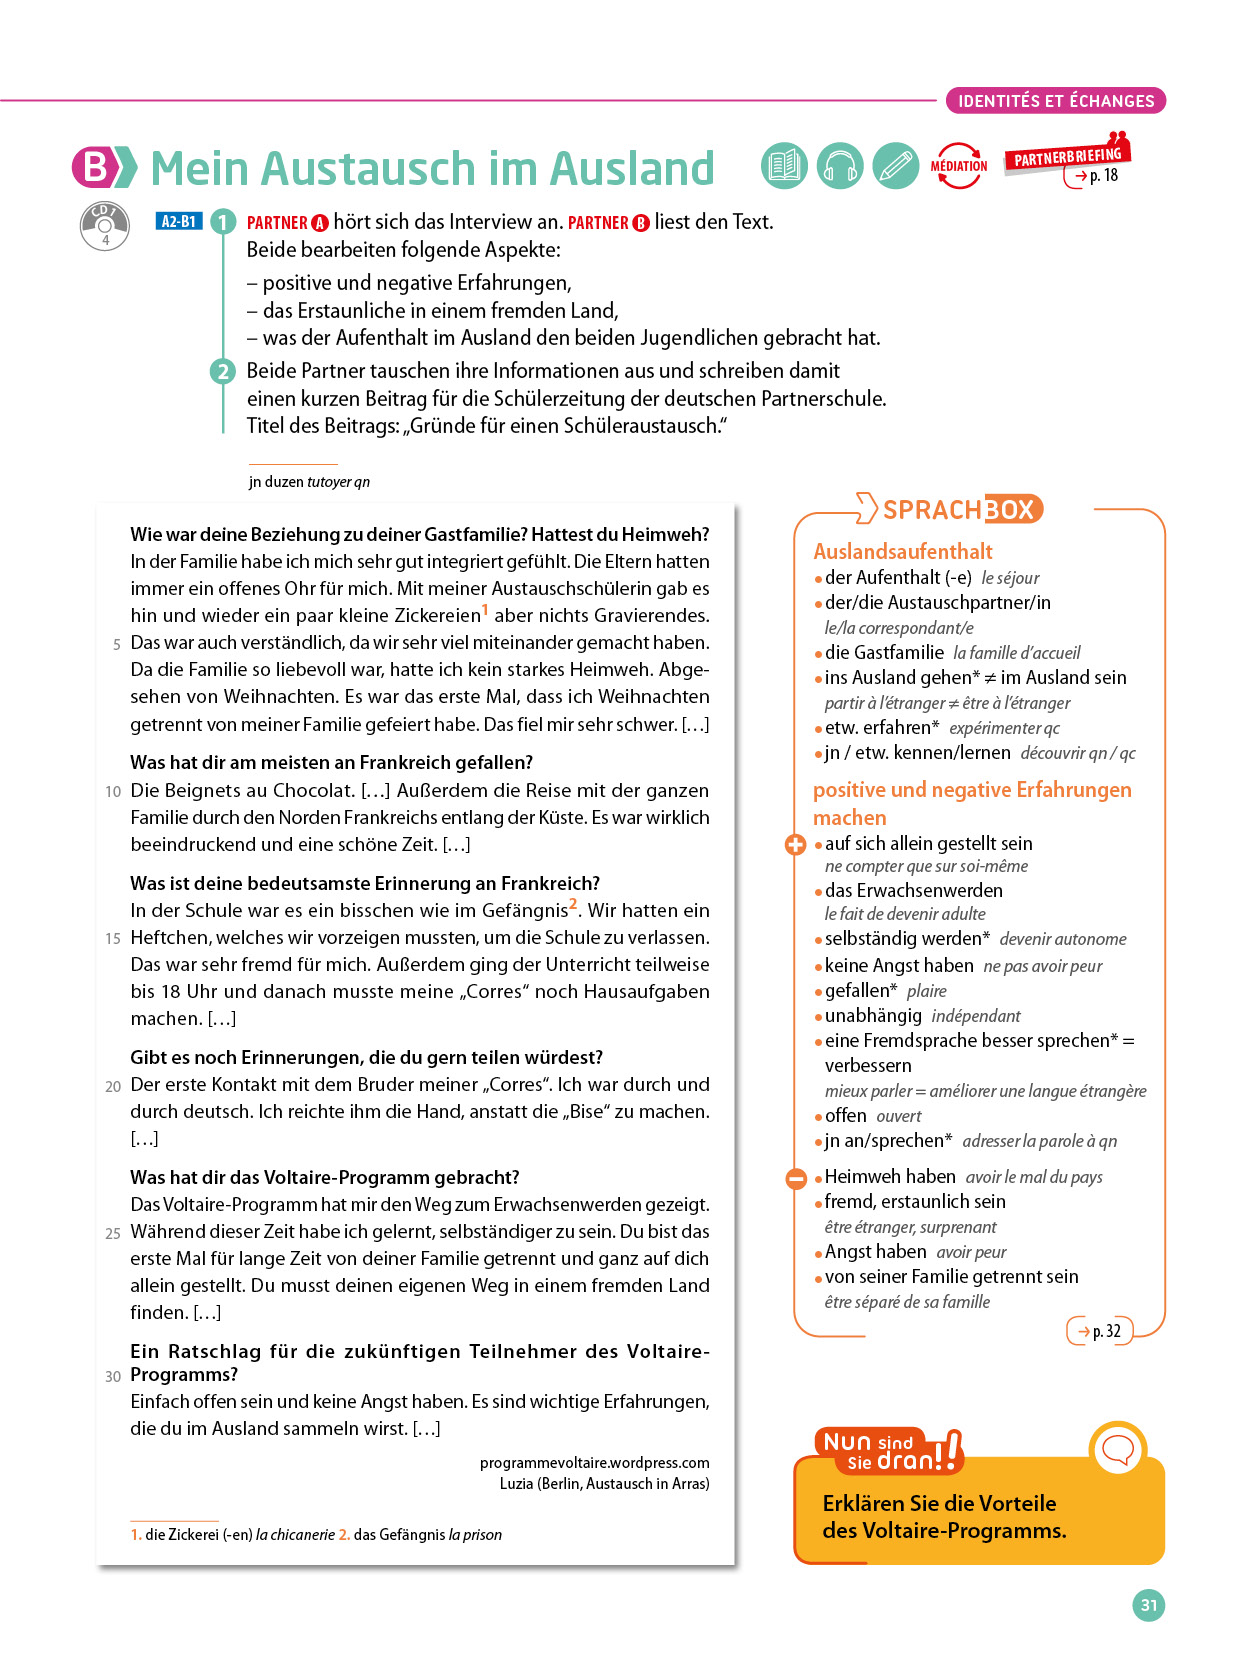 IDENTITÉS ET ÉCHANGES
B Mein Austausch im Ausland
MÉDIATION
PARTNERBRIEFING
→ p. 18
CD 1
4
A2-B1
1 PARTNER A hört sich das Interview an. PARTNER B liest den Text.
Beide bearbeiten folgende Aspekte:
– positive und negative Erfahrungen,
– das Erstaunliche in einem fremden Land,
– was der Aufenthalt im Ausland den beiden Jugendlichen gebracht hat.
2 Beide Partner tauschen ihre Informationen aus und schreiben damit
einen kurzen Beitrag für die Schülerzeitung der deutschen Partnerschule.
Titel des Beitrags: „Gründe für einen Schüleraustausch.“
jn duzen tutoyer qn
Wie war deine Beziehung zu deiner Gastfamilie? Hattest du Heimweh?
In der Familie habe ich mich sehr gut integriert gefühlt. Die Eltern hatten
immer ein offenes Ohr für mich. Mit meiner Austauschschülerin gab es
hin und wieder ein paar kleine Zickereien1 aber nichts Gravierendes.
5 Das war auch verständlich, da wir sehr viel miteinander gemacht haben.
Da die Familie so liebevoll war, hatte ich kein starkes Heimweh. Abge-
sehen von Weihnachten. Es war das erste Mal, dass ich Weihnachten
getrennt von meiner Familie gefeiert habe. Das fiel mir sehr schwer. [...]
Was hat dir am meisten an Frankreich gefallen?
10 Die Beignets au Chocolat. [...] Außerdem die Reise mit der ganzen
Familie durch den Norden Frankreichs entlang der Küste. Es war wirklich
beeindruckend und eine schöne Zeit. [...]
Was ist deine bedeutsamste Erinnerung an Frankreich?
In der Schule war es ein bisschen wie im Gefängnis2. Wir hatten ein
15 Heftchen, welches wir vorzeigen mussten, um die Schule zu verlassen.
Das war sehr fremd für mich. Außerdem ging der Unterricht teilweise
bis 18 Uhr und danach musste meine „Corres“ noch Hausaufgaben
machen. [...]
Gibt es noch Erinnerungen, die du gern teilen würdest?
20 Der erste Kontakt mit dem Bruder meiner „Corres“. Ich war durch und
durch deutsch. Ich reichte ihm die Hand, anstatt die „Bise“ zu machen.
[...]
Was hat dir das Voltaire-Programm gebracht?
Das Voltaire-Programm hat mir den Weg zum Erwachsenwerden gezeigt.
25 Während dieser Zeit habe ich gelernt, selbständiger zu sein. Du bist das
erste Mal für lange Zeit von deiner Familie getrennt und ganz auf dich
allein gestellt. Du musst deinen eigenen Weg in einem fremden Land
finden. [...]
Ein Ratschlag für die zukünftigen Teilnehmer des Voltaire-
30 Programms?
Einfach offen sein und keine Angst haben. Es sind wichtige Erfahrungen,
die du im Ausland sammeln wirst. [...]
programmevoltaire.wordpress.com
Luzia (Berlin, Austausch in Arras)
1. die Zickerei (-en) la chicanerie 2. das Gefängnis la prison
SPRACHBOX
Auslandsaufenthalt
• der Aufenthalt (-e) le séjour
• der/die Austauschpartner/in
le/la correspondant/e
• die Gastfamilie la famille d'accueil
• ins Ausland gehen* ≠ im Ausland sein
partir à l'étranger ≠ être à l'étranger
• etw. erfahren* expérimenter qc
• jn / etw. kennen/lernen découvrir qn / qc
positive und negative Erfahrungen
machen
+ • auf sich allein gestellt sein
ne compter que sur soi-même
• das Erwachsenwerden
le fait de devenir adulte
• selbständig werden* devenir autonome
• keine Angst haben ne pas avoir peur
• gefallen* plaire
• unabhängig indépendant
• eine Fremdsprache besser sprechen* =
verbessern
mieux parler = améliorer une langue étrangère
• offen ouvert
• jn an/sprechen* adresser la parole à qn
– • Heimweh haben avoir le mal du pays
• fremd, erstaunlich sein
être étranger, surprenant
• Angst haben avoir peur
• von seiner Familie getrennt sein
être séparé de sa famille
→ p. 32
Nun sind
Sie dran!!
Erklären Sie die Vorteile
des Voltaire-Programms.
31